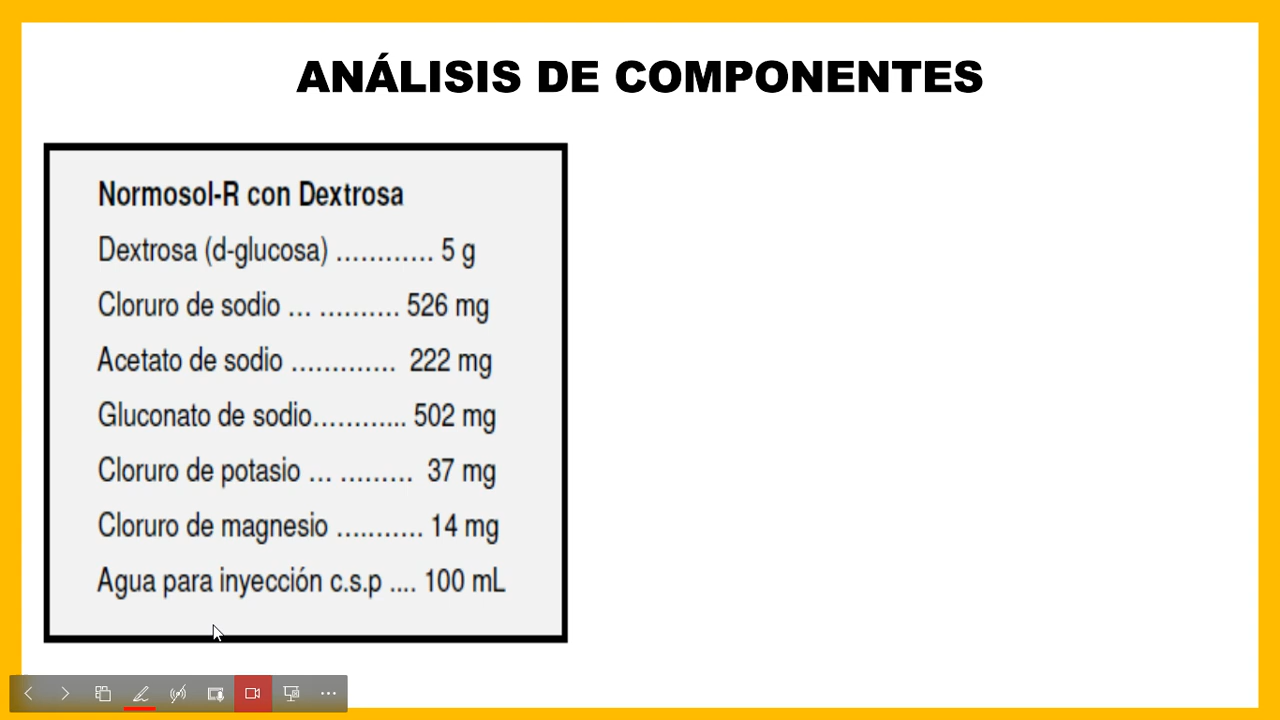 ANÁLISIS DE COMPONENTES
Normosol-R con Dextrosa
Dextrosa (d-glucosa) ………… 5 g
Cloruro de sodio … ………. 526 mg
Acetato de sodio …………. 222 mg
Gluconato de sodio………... 502 mg
Cloruro de potasio … ……… 37 mg
Cloruro de magnesio ….……. 14 mg
Agua para inyección c.s.p .... 100 mL